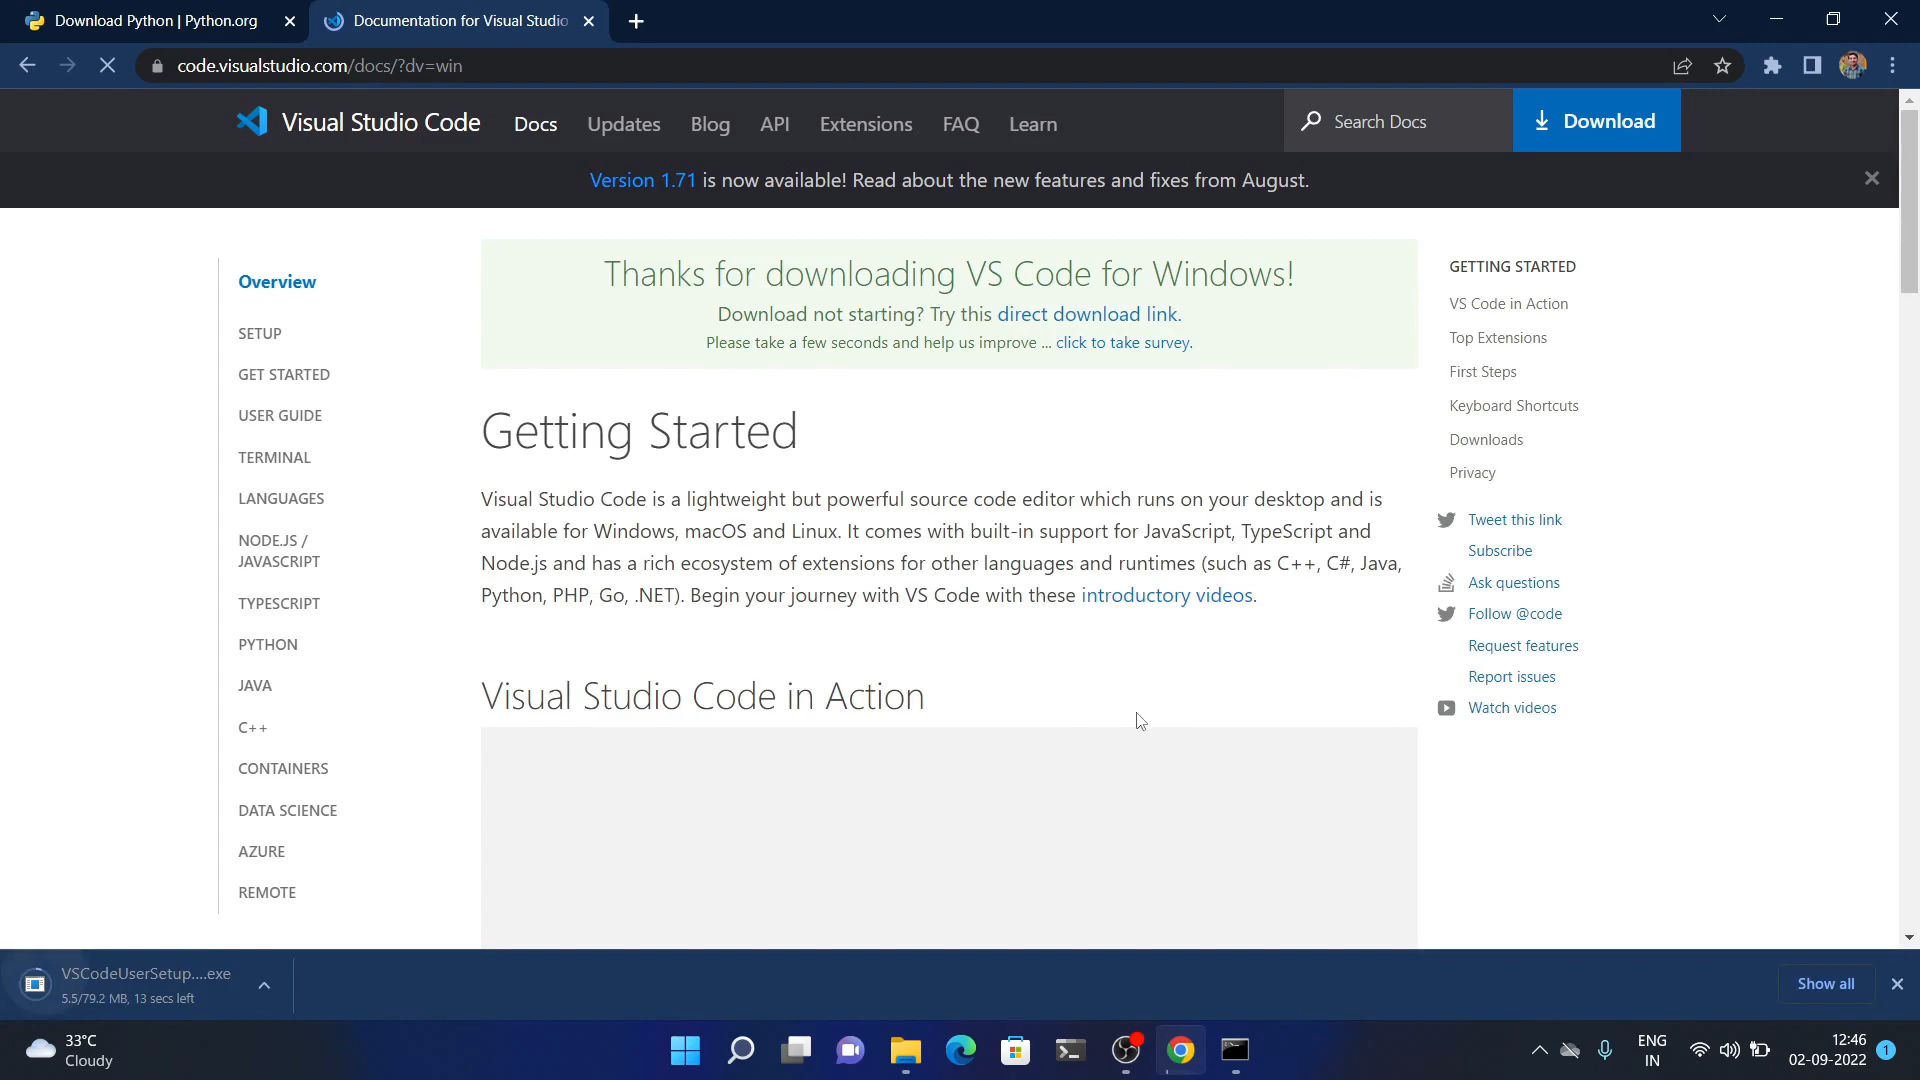 Download Python | Python.org
Documentation for Visual Studio
code.visualstudio.com/docs/?dv=win
Visual Studio Code
Docs
Updates
Blog
API
Extensions
FAQ
Learn
Search Docs
Download
Version 1.71 is now available! Read about the new features and fixes from August.
Overview
SETUP
GET STARTED
USER GUIDE
TERMINAL
LANGUAGES
NODE.JS /
JAVASCRIPT
TYPESCRIPT
PYTHON
JAVA
C++
CONTAINERS
DATA SCIENCE
AZURE
REMOTE
Thanks for downloading VS Code for Windows!
Download not starting? Try this direct download link.
Please take a few seconds and help us improve ... click to take survey.
Getting Started
Visual Studio Code is a lightweight but powerful source code editor which runs on your desktop and is
available for Windows, macOS and Linux. It comes with built-in support for JavaScript, TypeScript and
Node.js and has a rich ecosystem of extensions for other languages and runtimes (such as C++, C#, Java,
Python, PHP, Go, .NET). Begin your journey with VS Code with these introductory videos.
Visual Studio Code in Action
GETTING STARTED
VS Code in Action
Top Extensions
First Steps
Keyboard Shortcuts
Downloads
Privacy
Tweet this link
Subscribe
Ask questions
Follow @code
Request features
Report issues
Watch videos
VSCodeUserSetup....exe
5.5/79.2 MB, 13 secs left
Show all
33°C
Cloudy
ENG
IN
12:46
02-09-2022
1